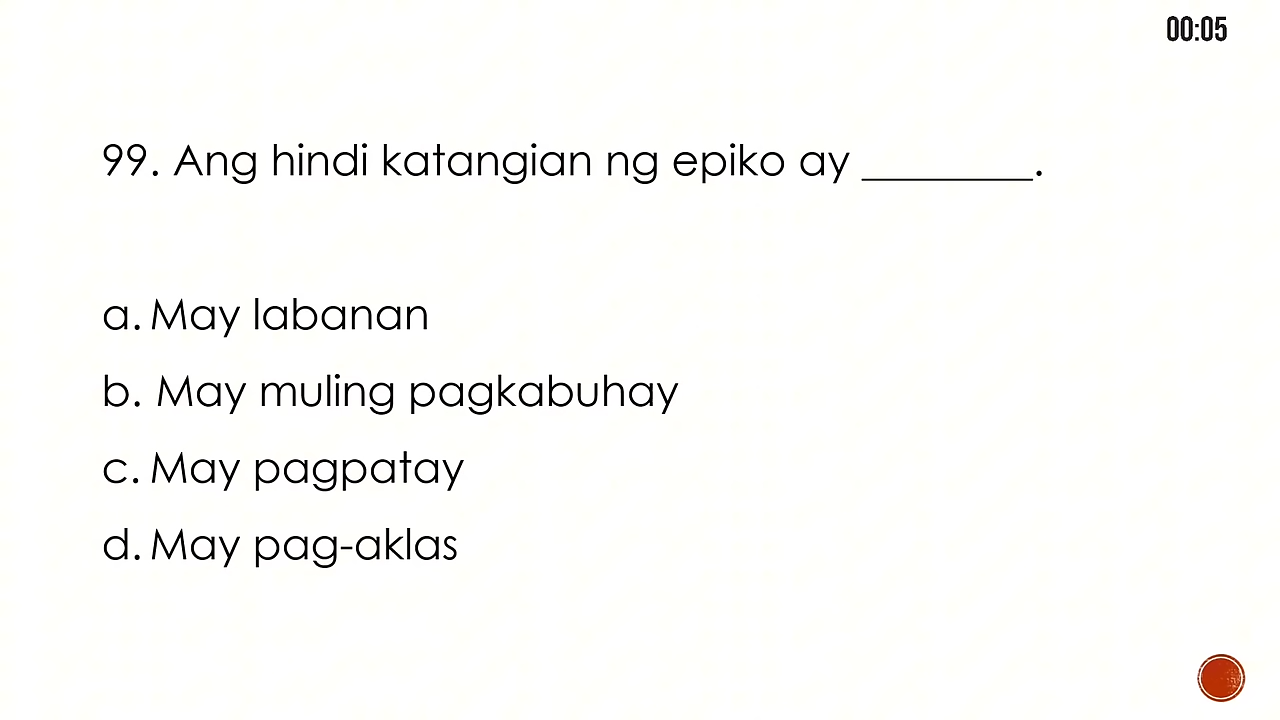 00:05
99. Ang hindi katangian ng epiko ay ________.
a. May labanan
b. May muling pagkabuhay
c. May pagpatay
d. May pag-aklas